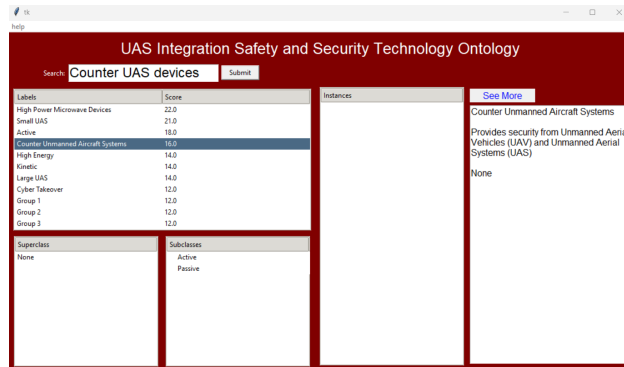 tk
help
UAS Integration Safety and Security Technology Ontology
Search: Counter UAS devices Submit
Labels Score
High Power Microwave Devices 22.0
Small UAS 21.0
Active 18.0
Counter Unmanned Aircraft Systems 16.0
High Energy 14.0
Kinetic 14.0
Large UAS 14.0
Cyber Takeover 12.0
Group 1 12.0
Group 2 12.0
Group 3 12.0
Superclass
None
Subclasses
Active
Passive
Instances
See More
Counter Unmanned Aircraft Systems
Provides security from Unmanned Aeria
Vehicles (UAV) and Unmanned Aerial
Systems (UAS)
None